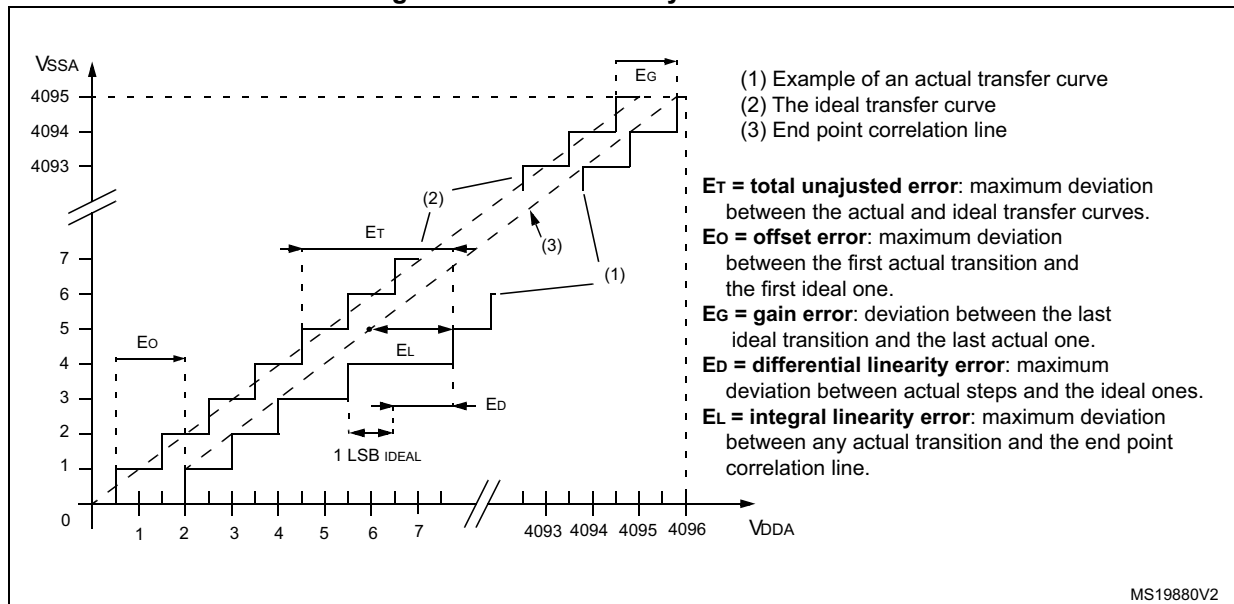 VSSA
EG
4095
4094
4093
(1) Example of an actual transfer curve
(2) The ideal transfer curve
(3) End point correlation line
ET = total unajusted error: maximum deviation
between the actual and ideal transfer curves.
EO = offset error: maximum deviation
between the first actual transition and
the first ideal one.
EG = gain error: deviation between the last
ideal transition and the last actual one.
ED = differential linearity error: maximum
deviation between actual steps and the ideal ones.
EL = integral linearity error: maximum deviation
between any actual transition and the end point
correlation line.
(2)
ET
(3)
(1)
7
6
5
4
3
2
1
0
EO
EL
ED
1 LSB IDEAL
1 2 3 4 5 6 7 4093 4094 4095 4096
VDDA
MS19880V2